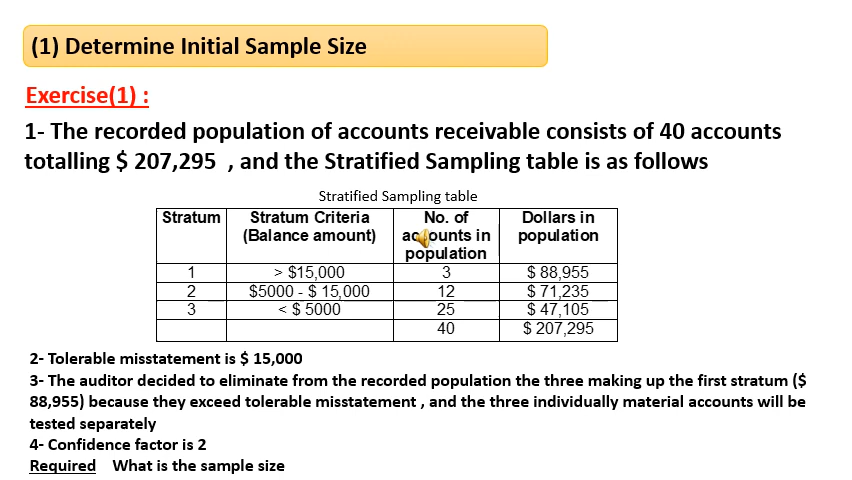 (1) Determine Initial Sample Size
Exercise(1) :
1- The recorded population of accounts receivable consists of 40 accounts
totalling $ 207,295 , and the Stratified Sampling table is as follows
Stratified Sampling table
Stratum Stratum Criteria (Balance amount) No. of accounts in population Dollars in population
1 > $15,000 3 $ 88,955
2 $5000 - $ 15,000 12 $ 71,235
3 < $ 5000 25 $ 47,105
40 $ 207,295
2- Tolerable misstatement is $ 15,000
3- The auditor decided to eliminate from the recorded population the three making up the first stratum ($
88,955) because they exceed tolerable misstatement , and the three individually material accounts will be
tested separately
4- Confidence factor is 2
Required What is the sample size